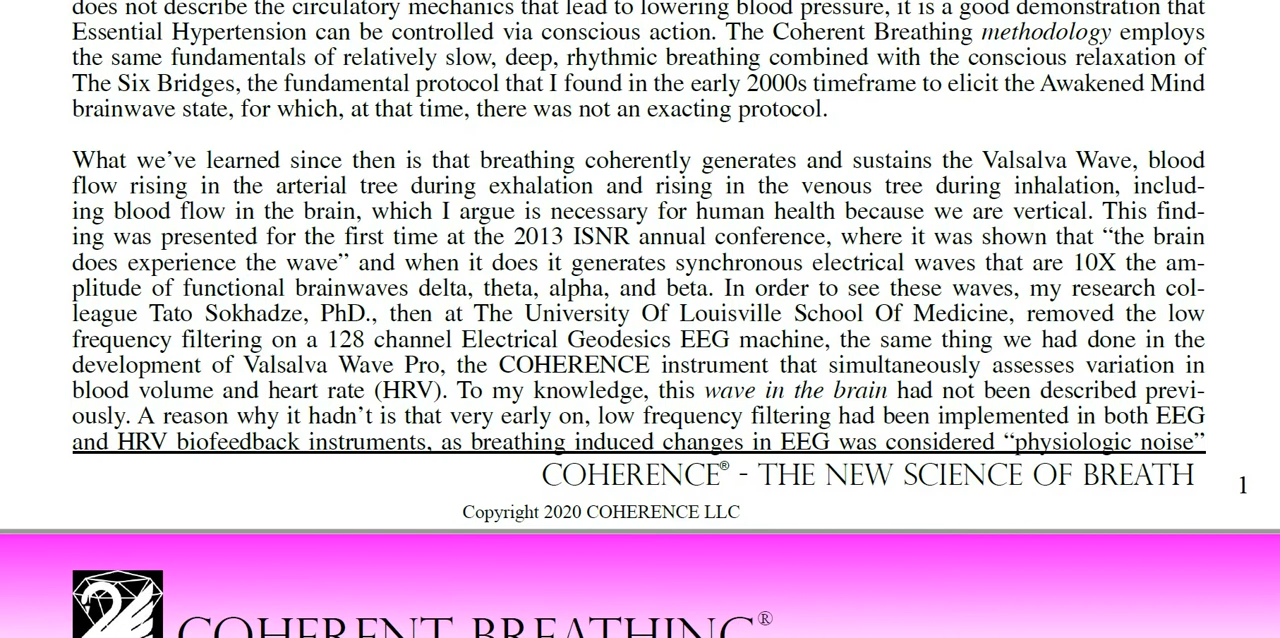 does not describe the circulatory mechanics that lead to lowering blood pressure, it is a good demonstration that
Essential Hypertension can be controlled via conscious action. The Coherent Breathing methodology employs
the same fundamentals of relatively slow, deep, rhythmic breathing combined with the conscious relaxation of
The Six Bridges, the fundamental protocol that I found in the early 2000s timeframe to elicit the Awakened Mind
brainwave state, for which, at that time, there was not an exacting protocol.
What we’ve learned since then is that breathing coherently generates and sustains the Valsalva Wave, blood
flow rising in the arterial tree during exhalation and rising in the venous tree during inhalation, includ-
ing blood flow in the brain, which I argue is necessary for human health because we are vertical. This find-
ing was presented for the first time at the 2013 ISNR annual conference, where it was shown that “the brain
does experience the wave” and when it does it generates synchronous electrical waves that are 10X the am-
plitude of functional brainwaves delta, theta, alpha, and beta. In order to see these waves, my research col-
league Tato Sokhadze, PhD., then at The University Of Louisville School Of Medicine, removed the low
frequency filtering on a 128 channel Electrical Geodesics EEG machine, the same thing we had done in the
development of Valsalva Wave Pro, the COHERENCE instrument that simultaneously assesses variation in
blood volume and heart rate (HRV). To my knowledge, this wave in the brain had not been described previ-
ously. A reason why it hadn’t is that very early on, low frequency filtering had been implemented in both EEG
and HRV biofeedback instruments, as breathing induced changes in EEG was considered “physiologic noise”
COHERENCE® - THE NEW SCIENCE OF BREATH
1
Copyright 2020 COHERENCE LLC
COHERENT BREATHING®